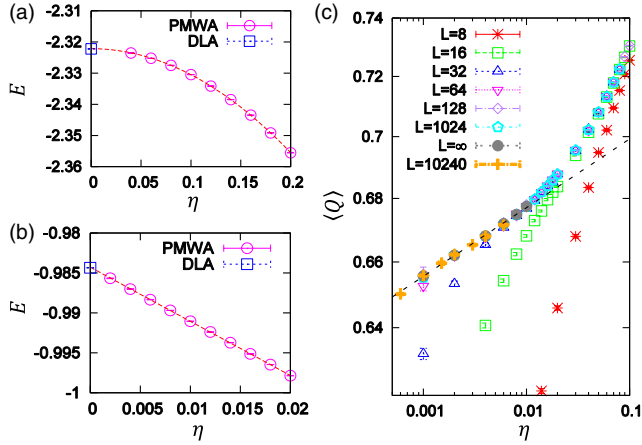 (a)
-2.32
-2.33
-2.34
-2.35
-2.36
E
PMWA
DLA
0
0.05
0.10
0.15
0.2
η
(b)
-0.98
-0.985
-0.99
-0.995
-1
E
PMWA
DLA
0
0.005
0.01
0.015
0.02
η
(c)
0.74
0.72
0.7
0.68
0.66
0.64
⟨Q⟩
L=8
L=16
L=32
L=64
L=128
L=1024
L=∞
L=10240
0.001
0.01
0.1
η